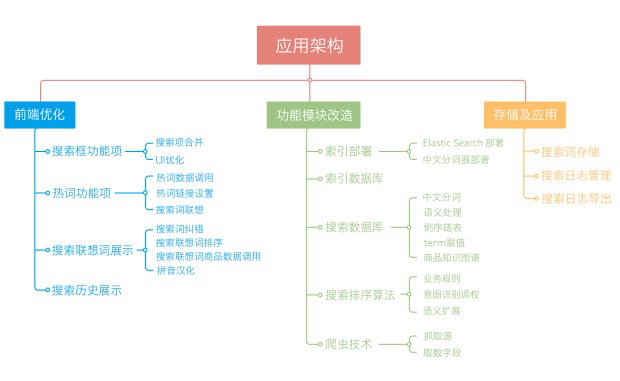 应用架构
前端优化
搜索框功能项
搜索项合并
UI优化
热词功能项
热词数据调用
热词链接设置
搜索词联想
搜索联想词展示
搜索词纠错
搜索联想词排序
搜索联想词商品数据调用
拼音汉化
搜索历史展示
功能模块改造
索引部署
Elastic Search 部署
中文分词器部署
索引数据库
搜索数据库
中文分词
语义处理
倒序链表
term赋值
商品知识图谱
搜索排序算法
业务规则
意图识别调权
语义扩展
爬虫技术
抓取源
取数字段
存储及应用
搜索词存储
搜索日志管理
搜索日志导出